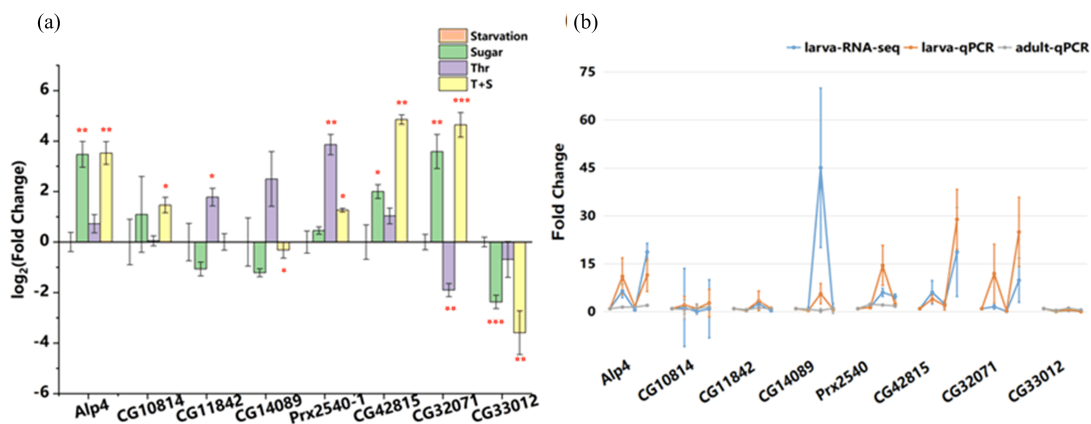 (a)
Starvation
Sugar
Thr
T+S
log2(Fold Change)
6
4
2
0
-2
-4
-6
** ** * * ** * * ** ** ***
* ** *** **
Alp4 CG10814 CG11842 CG14089 Prx2540-1 CG42815 CG32071 CG33012
(b)
larva-RNA-seq larva-qPCR adult-qPCR
Fold Change
75
60
45
30
15
0
Alp4 CG10814 CG11842 CG14089 Prx2540 CG42815 CG32071 CG33012